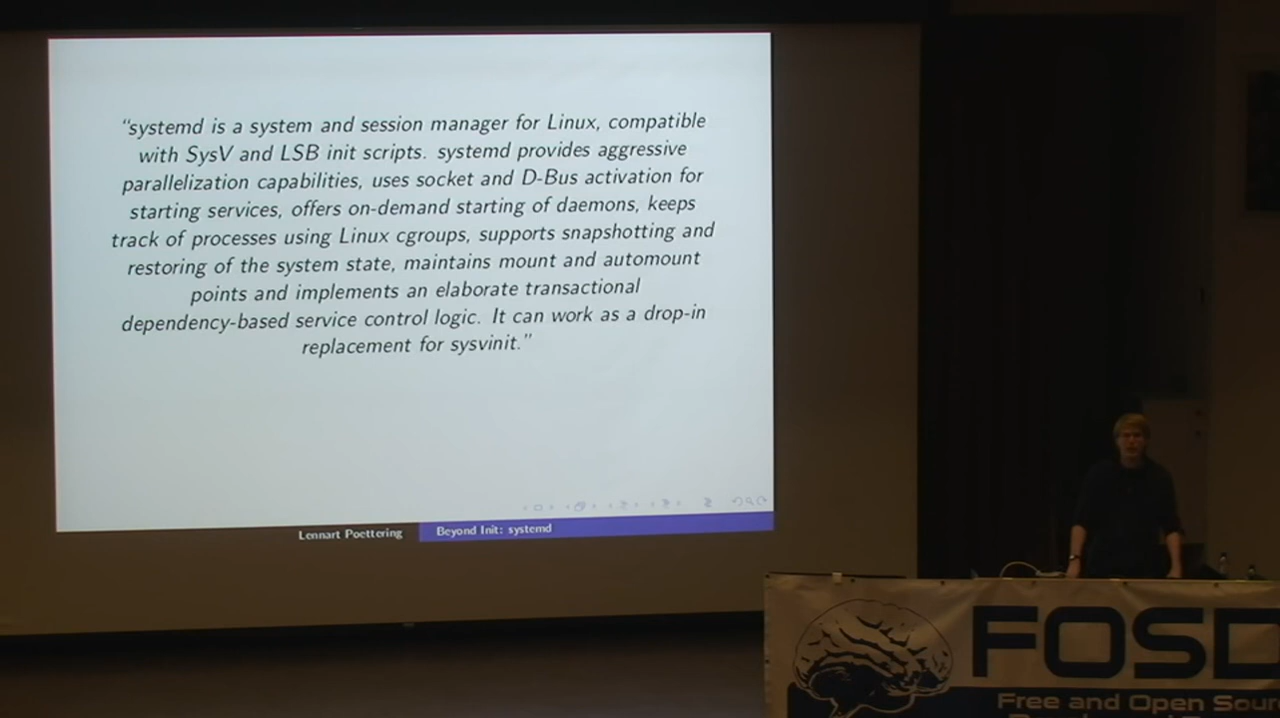 “systemd is a system and session manager for Linux, compatible
with SysV and LSB init scripts. systemd provides aggressive
parallelization capabilities, uses socket and D-Bus activation for
starting services, offers on-demand starting of daemons, keeps
track of processes using Linux cgroups, supports snapshotting and
restoring of the system state, maintains mount and automount
points and implements an elaborate transactional
dependency-based service control logic. It can work as a drop-in
replacement for sysvinit.”
Lennart Poettering
Beyond Init: systemd
FOSD
Free and Open Sour